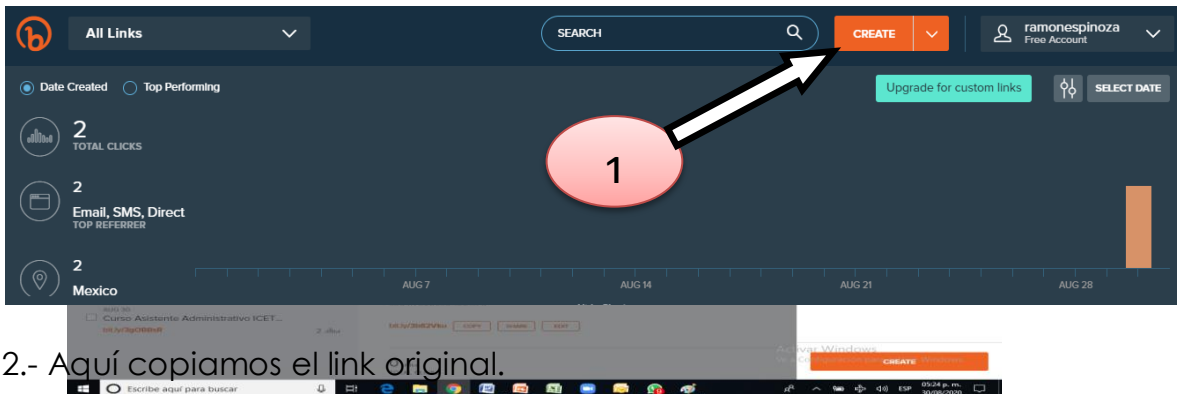 All Links
SEARCH
CREATE
ramonespinoza
Free Account
Date Created
Top Performing
Upgrade for custom links
SELECT DATE
2
TOTAL CLICKS
1
2
Email, SMS, Direct
TOP REFERRER
2
Mexico
AUG 7
AUG 14
AUG 21
AUG 28
AUG 30
Curso Asistente Administrativo ICET...
2
COPY
SHARE
EDIT
Activar Windows
CREATE
2.- Aquí copiamos el link original.
Escribe aquí para buscar
ESP
05:24 p. m.
30/08/2020